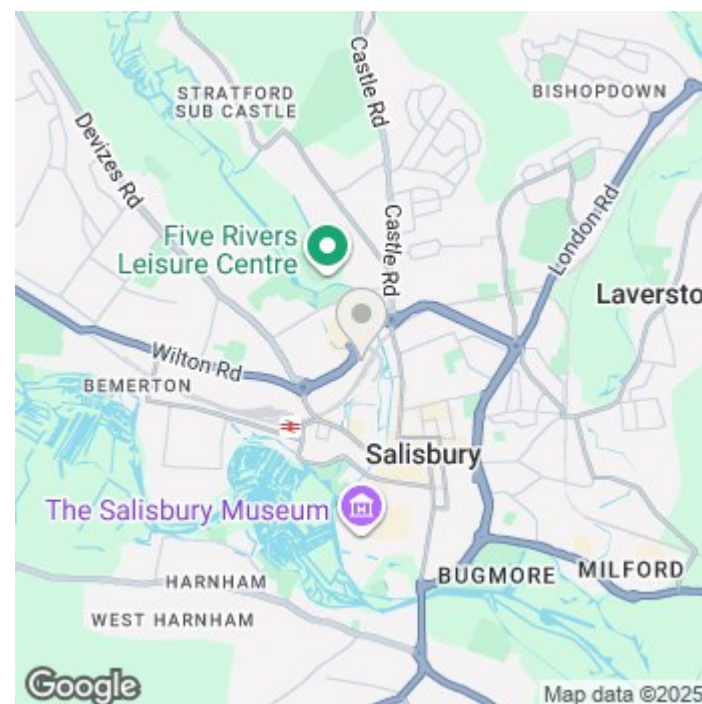 STRATFORD
SUB CASTLE
Castle Rd
BISHOPDOWN
Devizes Rd
London Rd
Five Rivers
Leisure Centre
Castle Rd
Laversto
Wilton Rd
BEMERTON
Salisbury
The Salisbury Museum
HARNHAM
BUGMORE
MILFORD
WEST HARNHAM
Google
Map data ©2025